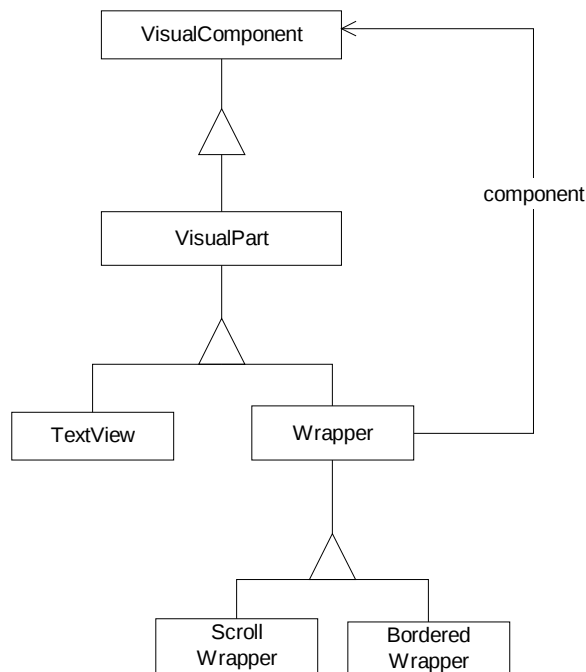 VisualComponent
component
VisualPart
TextView
Wrapper
Scroll
Wrapper
Bordered
Wrapper